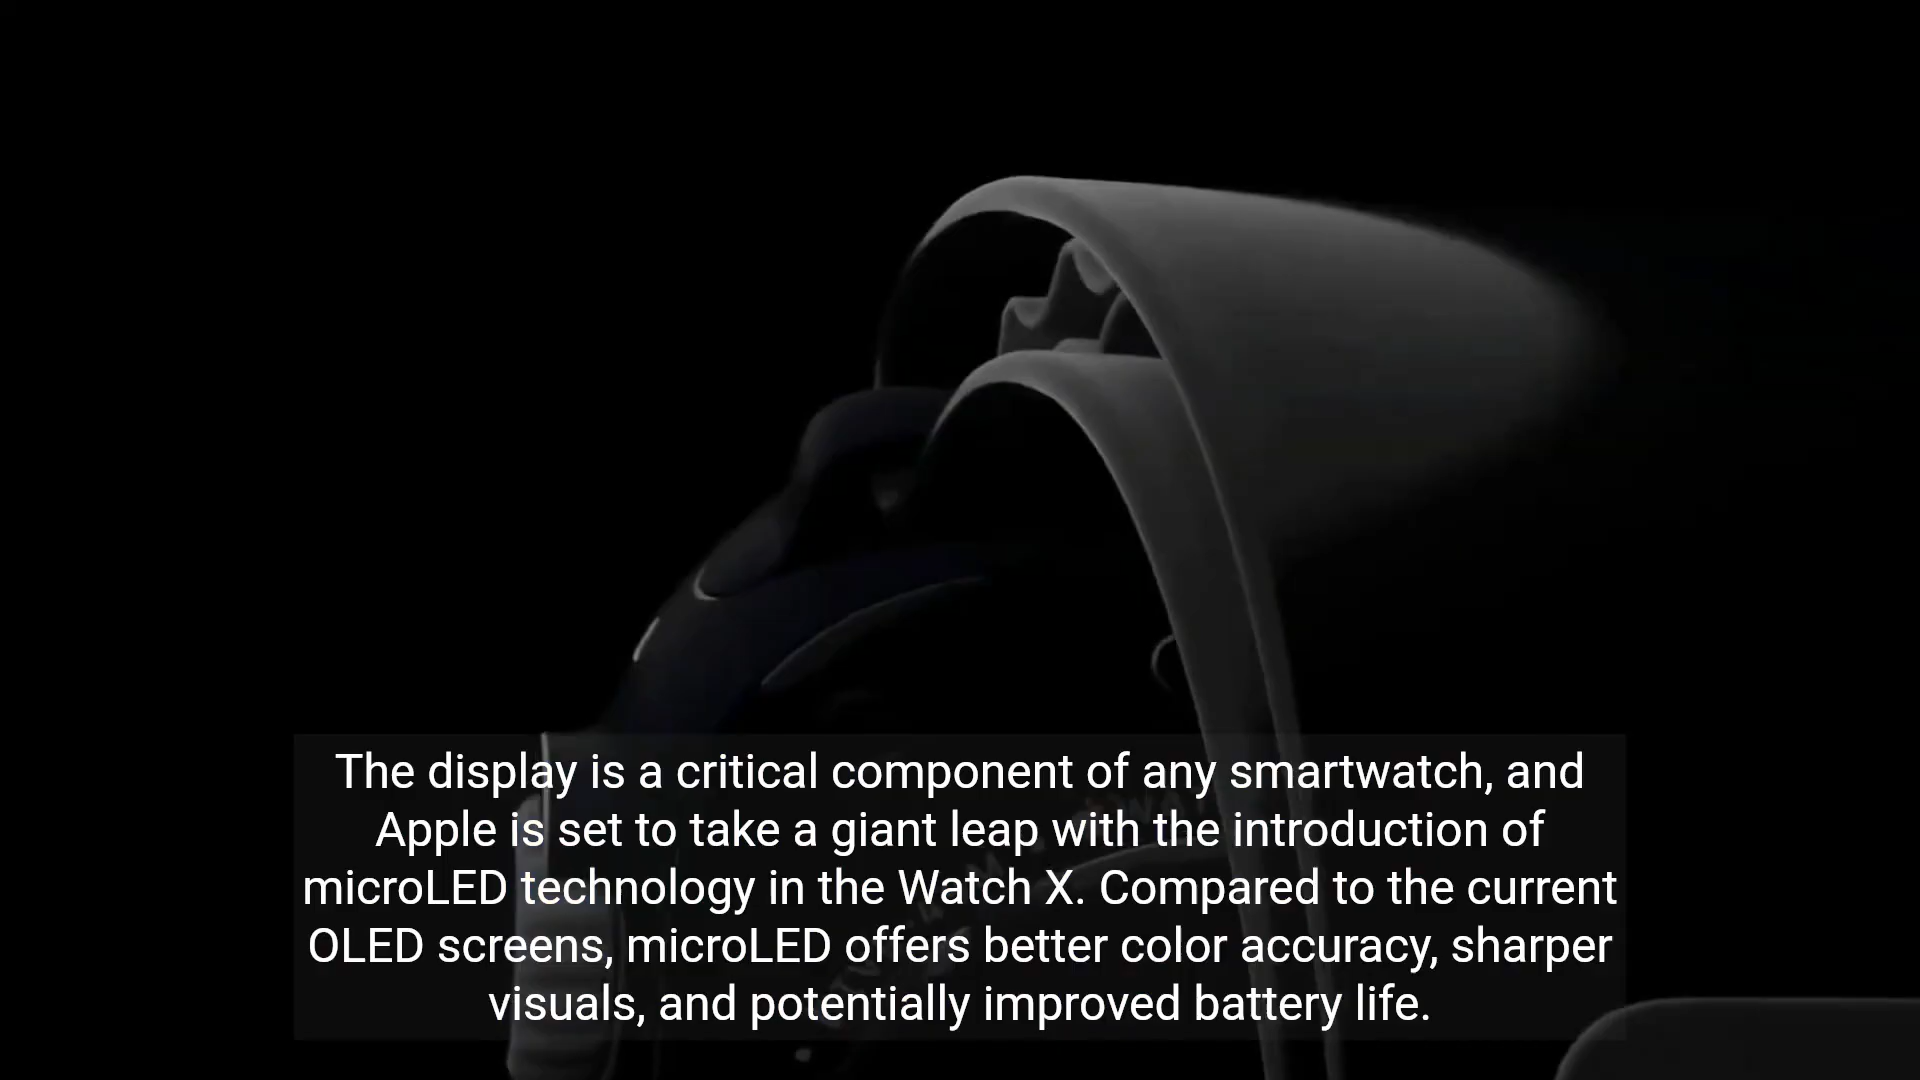 The display is a critical component of any smartwatch, and
Apple is set to take a giant leap with the introduction of
microLED technology in the Watch X. Compared to the current
OLED screens, microLED offers better color accuracy, sharper
visuals, and potentially improved battery life.